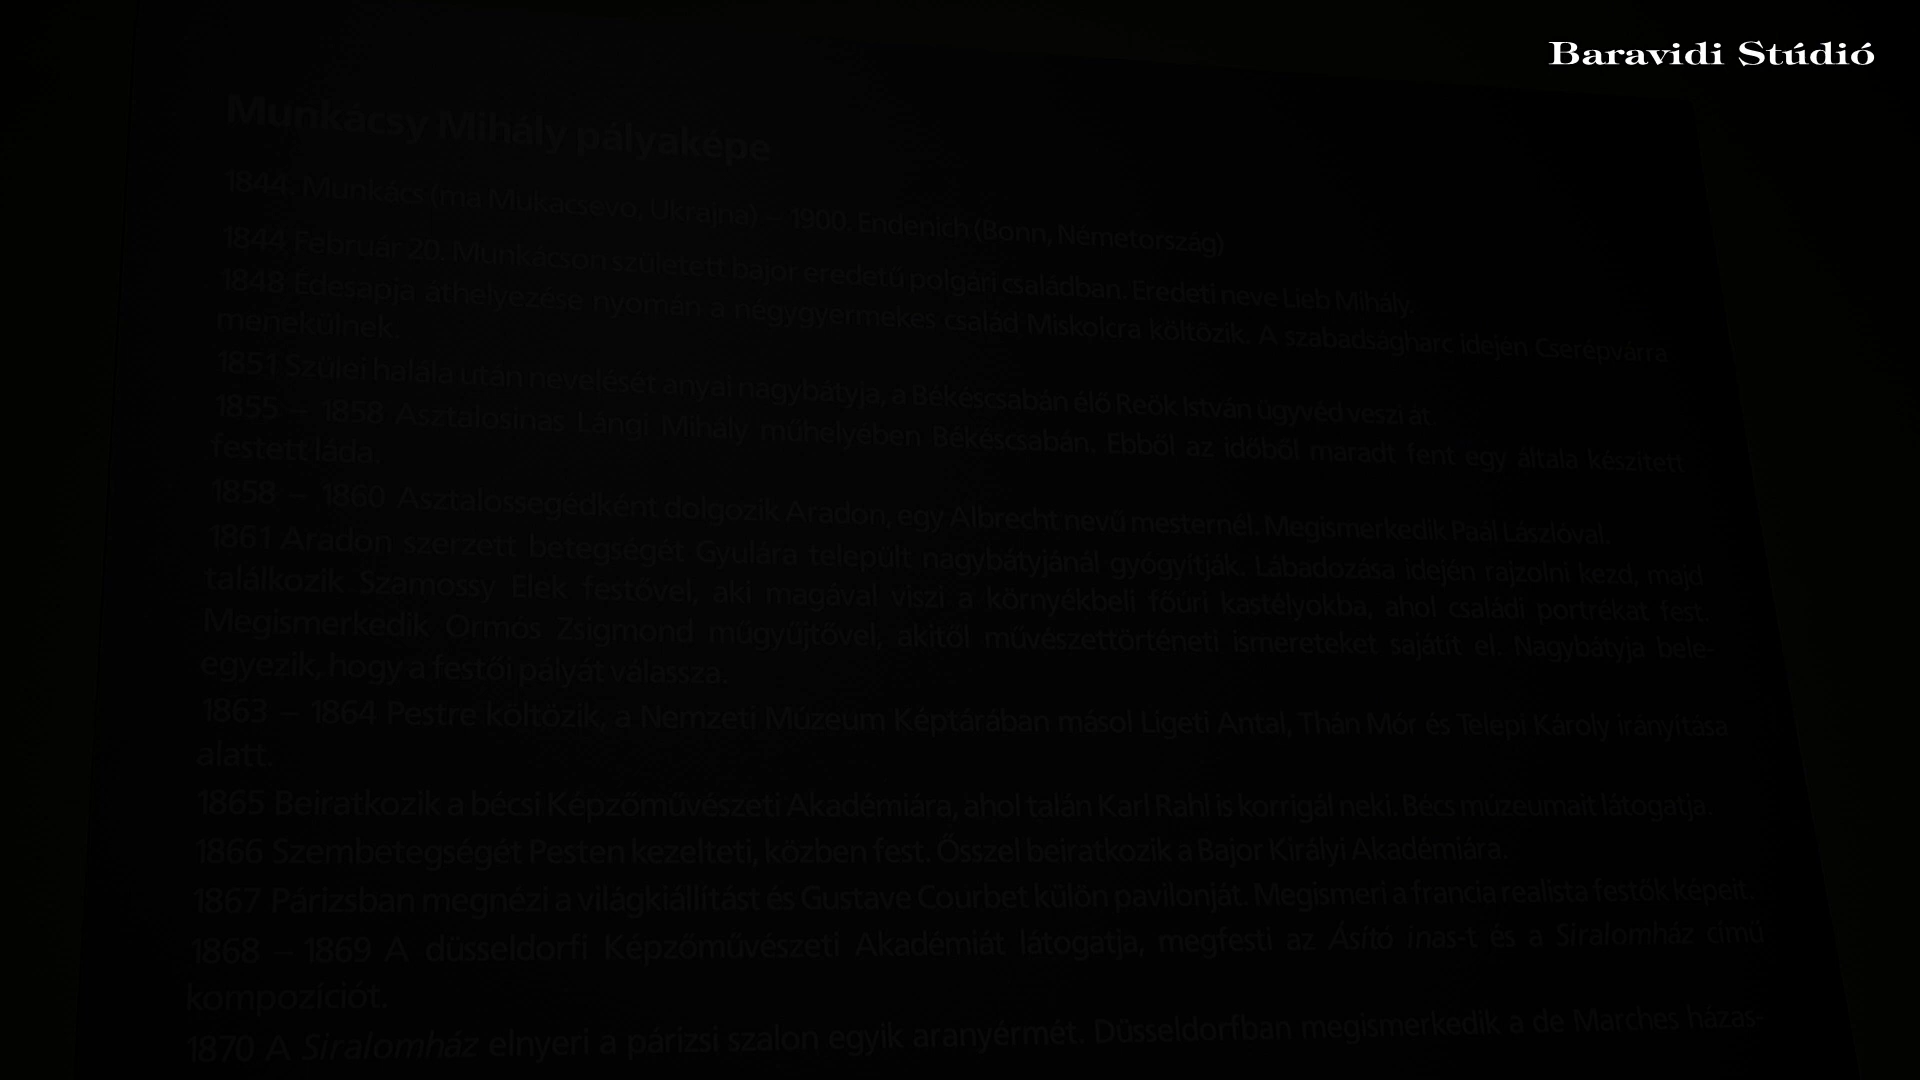 Baravidi Stúdió
Munkácsy Mihály pályaképe
1844. Munkács (ma Mukacsevo, Ukrajna) – 1900. Endenich (Bonn, Németország)
1844 Február 20. Munkácson született bajor eredetű polgári családban. Eredeti neve Lieb Mihály.
1848 Édesapja áthelyezése nyomán a négygyermekes család Miskolcra költözik. A szabadságharc idején Cserépvárra
menekülnek.
1851 Szülei halála után nevelését anyai nagybátyja, a Békéscsabán élő Reök István ügyvéd veszi át.
1855 – 1858 Asztalosinas Langi Mihály műhelyében Békéscsabán. Ebből az időből maradt fent egy általa készített
festett láda.
1858 – 1860 Asztalossegédként dolgozik Aradon, egy Albrecht nevű mesternél. Megismerkedik Paál Lászlóval.
1861 Aradon szerzett betegségét Gyulára települt nagybátyjánál gyógyítják. Lábadozása idején rajzolni kezd, majd
találkozik Szamossy Elek festővel, aki magával viszi a környékbeli főúri kastélyokba, ahol családi portrékat fest.
Megismerkedik Ormós Zsigmond műgyűjtővel, akitől művészettörténeti ismereteket sajátít el. Nagybátyja bele-
egyezik, hogy a festői pályát válassza.
1863 – 1864 Pestre költözik, a Nemzeti Múzeum Képtárában másol Ligeti Antal, Thán Mór és Telepi Károly irányítása
alatt.
1865 Beiratkozik a bécsi Képzőművészeti Akadémiára, ahol talán Karl Rahl is korrigál neki. Bécs múzeumait látogatja.
1866 Szembetegségét Pesten kezelteti, közben fest. Ősszel beiratkozik a Bajor Királyi Akadémiára.
1867 Párizsban megnézi a világkiállítást és Gustave Courbet külön pavilonját. Megismeri a francia realista festők képeit.
1868 – 1869 A düsseldorfi Képzőművészeti Akadémiát látogatja, megfesti az Ásító inas-t és a Siralomház című
kompozíciót.
1870 A Siralomház elnyeri a párizsi szalon egyik aranyérmét. Düsseldorfban megismerkedik a de Marches házas-